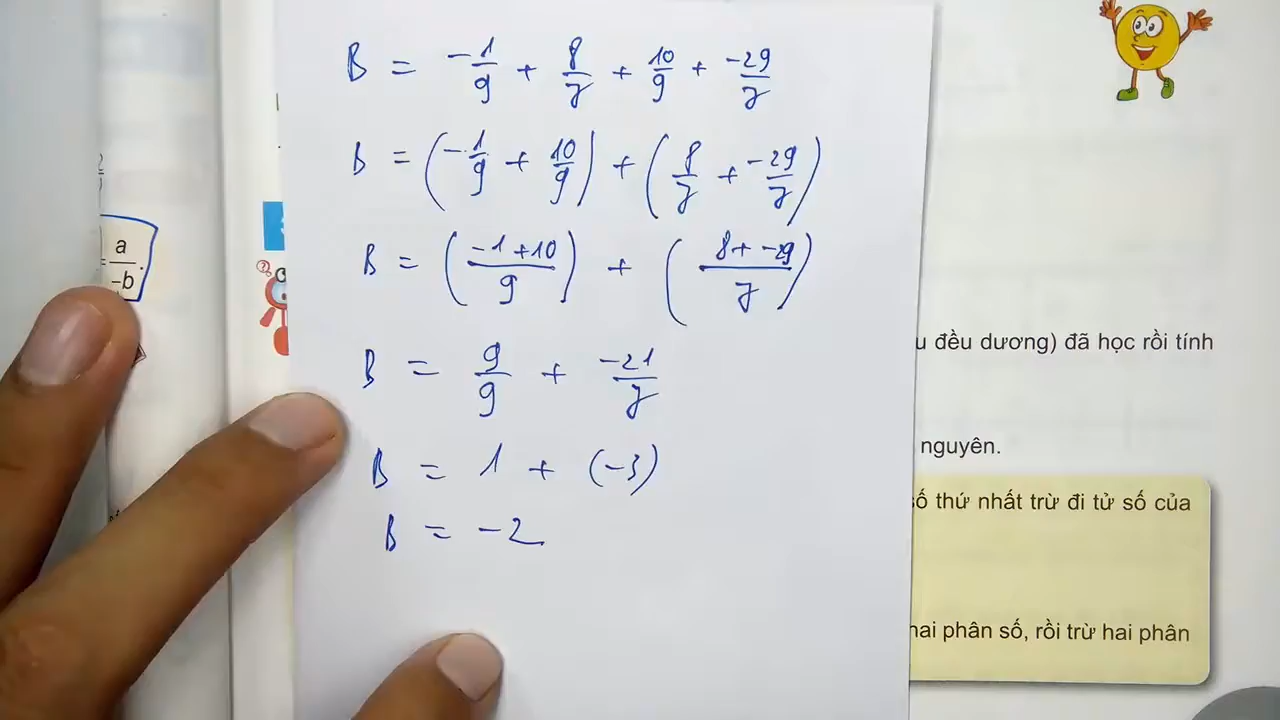 B = -1/9 + 8/7 + 10/9 + -29/7
B = (-1/9 + 10/9) + (8/7 + -29/7)
B = (-1+10/9) + (8+-29/7)
B = 9/9 + -21/7
B = 1 + (-3)
B = -2
= a/-b.
u đều dương) đã học rồi tính
nguyên.
số thứ nhất trừ đi tử số của
hai phân số, rồi trừ hai phân